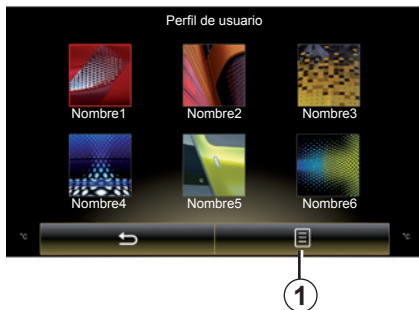 Perfil de usuario
Nombre1 Nombre2 Nombre3
Nombre4 Nombre5 Nombre6
°C °C
1